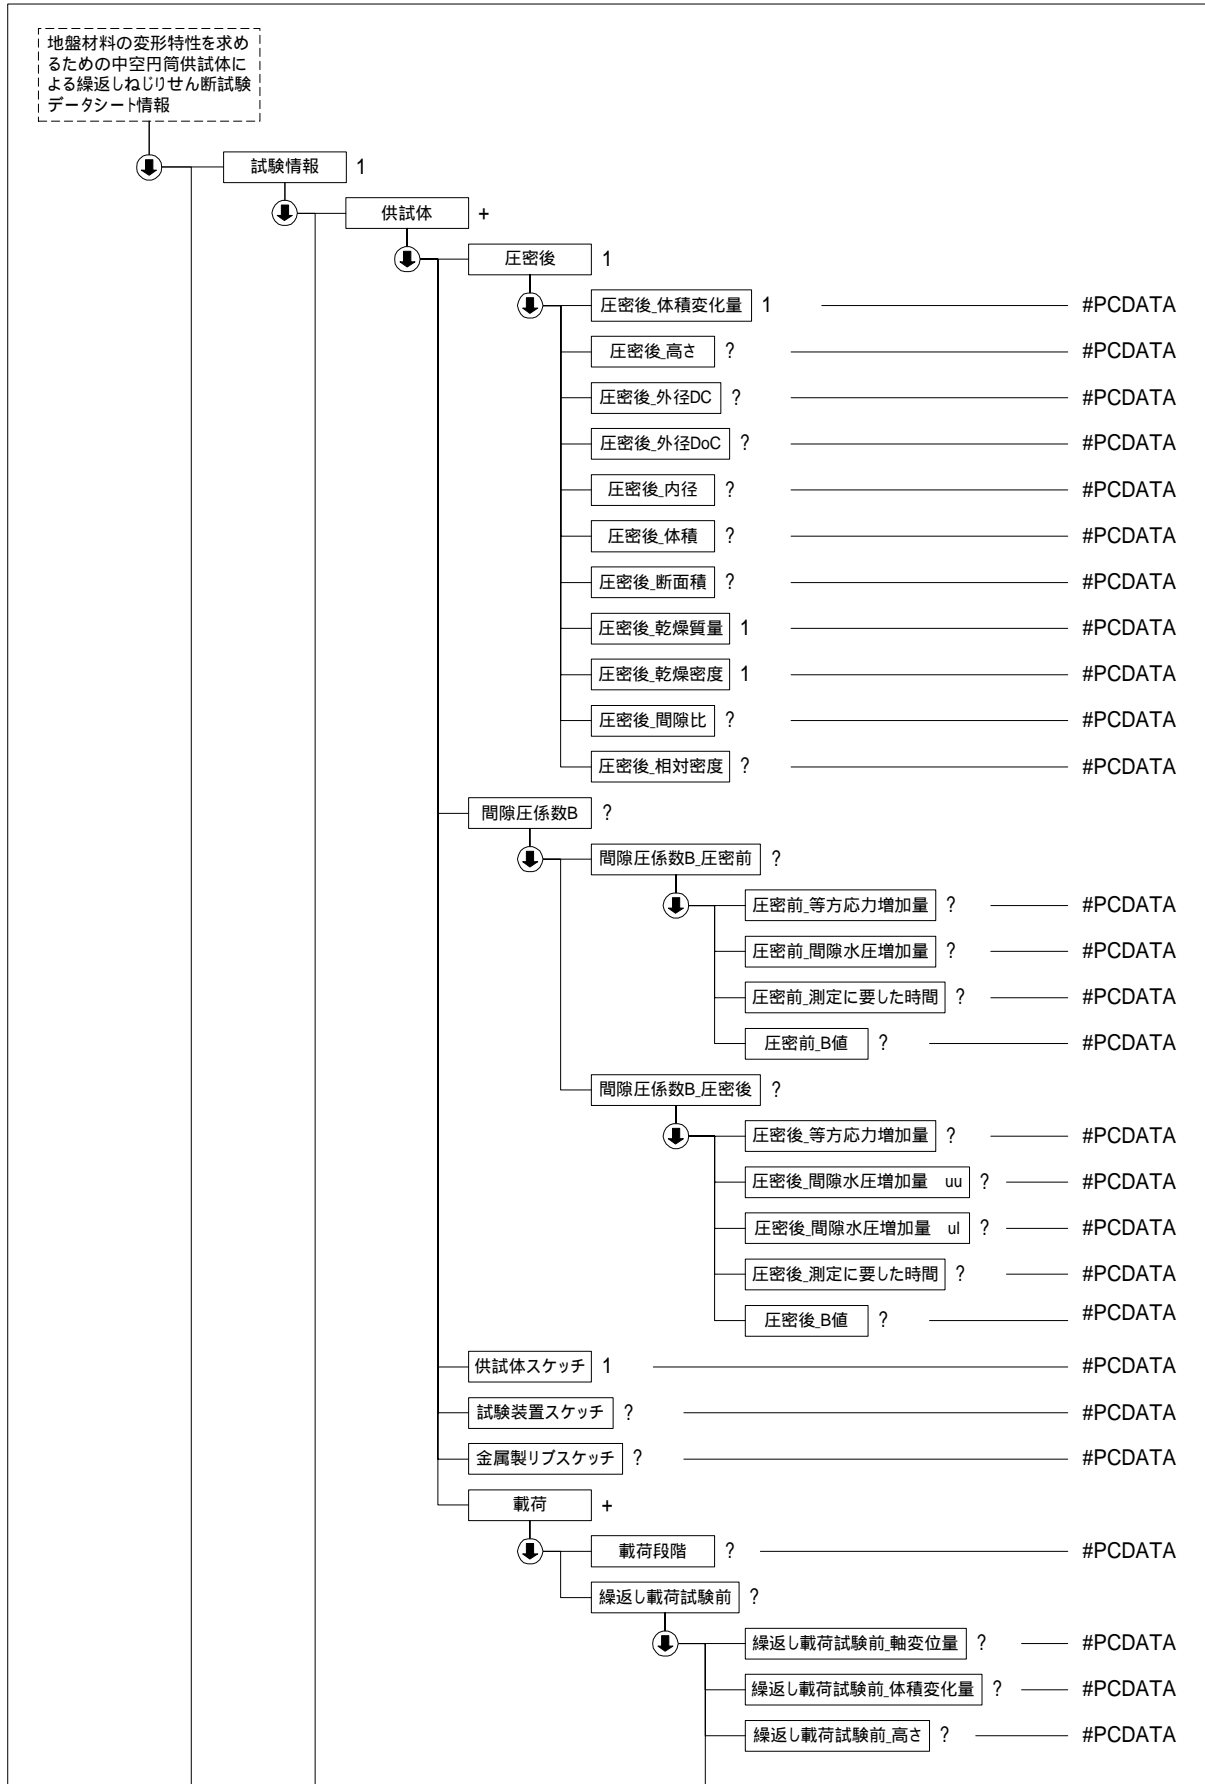 地盤材料の変形特性を求め
るための中空円筒供試体に
よる繰返しねじりせん断試験
データシート情報
試験情報 1
供試体 +
圧密後 1
圧密後_体積変化量 1 #PCDATA
圧密後_高さ ? #PCDATA
圧密後_外径DC ? #PCDATA
圧密後_外径DoC ? #PCDATA
圧密後_内径 ? #PCDATA
圧密後_体積 ? #PCDATA
圧密後_断面積 ? #PCDATA
圧密後_乾燥質量 1 #PCDATA
圧密後_乾燥密度 1 #PCDATA
圧密後_間隙比 ? #PCDATA
圧密後_相対密度 ? #PCDATA
間隙圧係数B ?
間隙圧係数B_圧密前 ?
圧密前_等方応力増加量 ? #PCDATA
圧密前_間隙水圧増加量 ? #PCDATA
圧密前_測定に要した時間 ? #PCDATA
圧密前_B値 ? #PCDATA
間隙圧係数B_圧密後 ?
圧密後_等方応力増加量 ? #PCDATA
圧密後_間隙水圧増加量 uu ? #PCDATA
圧密後_間隙水圧増加量 ul ? #PCDATA
圧密後_測定に要した時間 ? #PCDATA
圧密後_B値 ? #PCDATA
供試体スケッチ 1 #PCDATA
試験装置スケッチ ? #PCDATA
金属製リブスケッチ ? #PCDATA
載荷 +
載荷段階 ? #PCDATA
繰返し載荷試験前 ?
繰返し載荷試験前_軸変位量 ? #PCDATA
繰返し載荷試験前_体積変化量 ? #PCDATA
繰返し載荷試験前_高さ ? #PCDATA